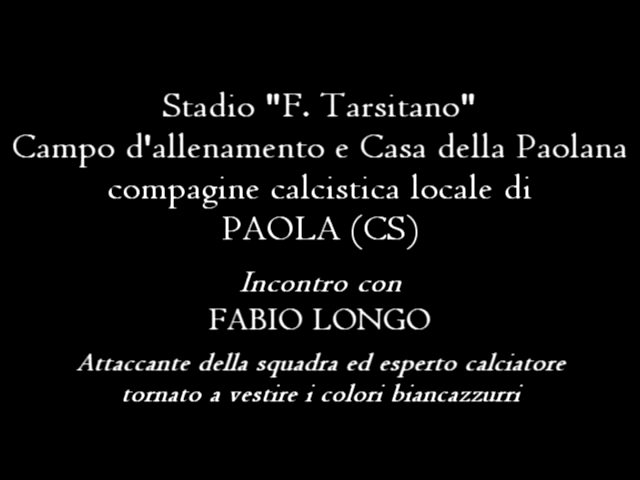 Stadio "F. Tarsitano"
Campo d'allenamento e Casa della Paolana
compagine calcistica locale di
PAOLA (CS)
Incontro con
FABIO LONGO
Attaccante della squadra ed esperto calciatore
tornato a vestire i colori biancazzurri